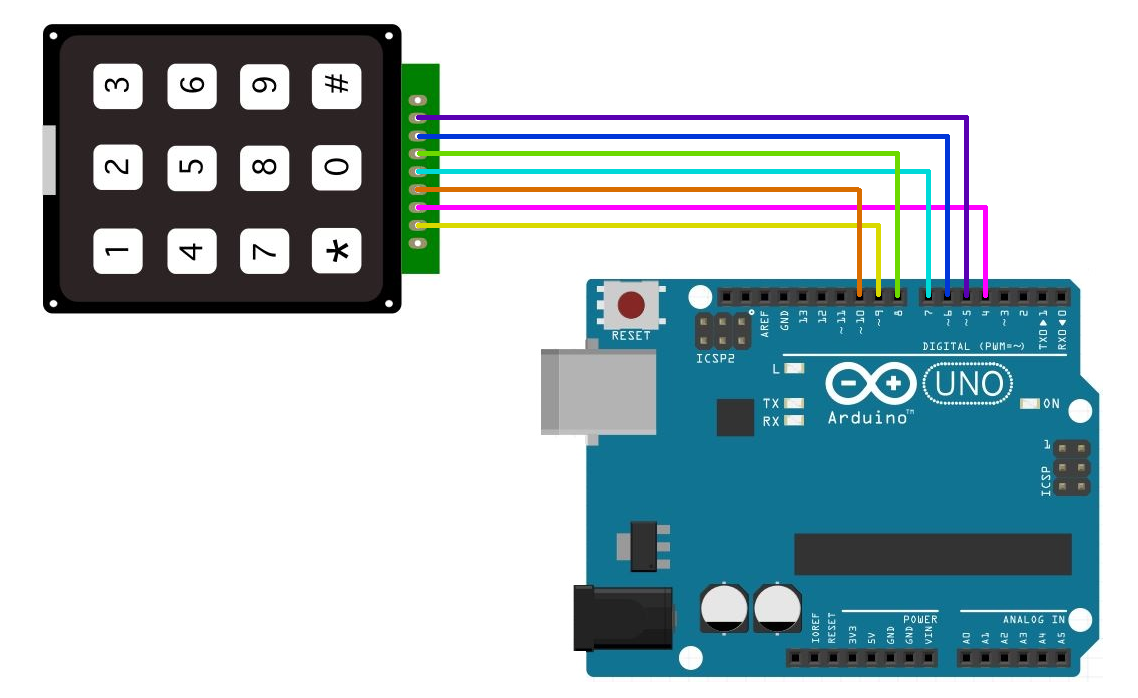 3 6 9 #
2 5 8 0
1 4 7 *
RESET
ICSP2
AREF
GND
13
12
~11
~10
~9
8
7
~6
~5
4
~3
2
TX0▶1
RX0◀0
DIGITAL (PWM=~)
L
TX
RX
UNO
Arduino™
ON
1
ICSP
IOREF
RESET
3V3
5V
GND
GND
VIN
POWER
A0
A1
A2
A3
A4
A5
ANALOG IN